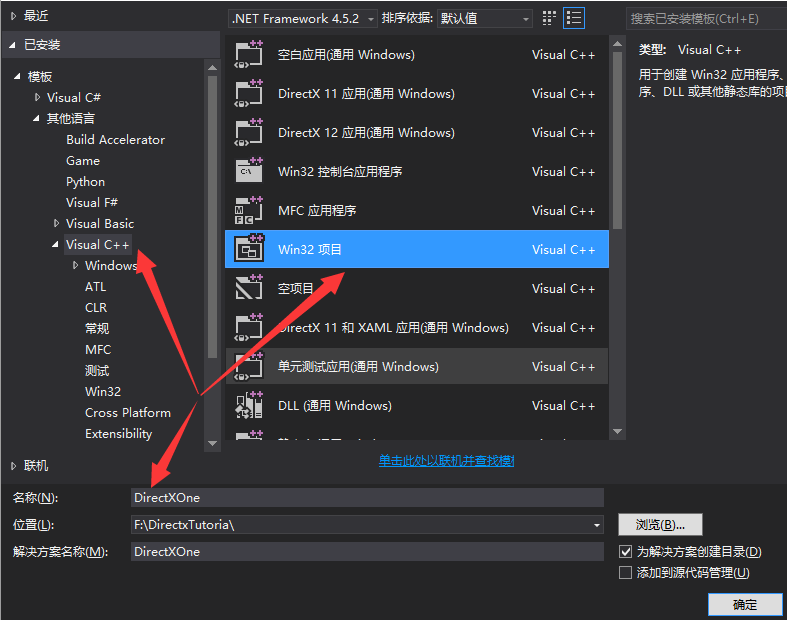 最近
已安装
模板
Visual C#
其他语言
Build Accelerator
Game
Python
Visual F#
Visual Basic
Visual C++
Windows
ATL
CLR
常规
MFC
测试
Win32
Cross Platform
Extensibility
联机
.NET Framework 4.5.2 排序依据: 默认值
空白应用(通用 Windows) Visual C++
DirectX 11 应用(通用 Windows) Visual C++
DirectX 12 应用(通用 Windows) Visual C++
Win32 控制台应用程序 Visual C++
MFC 应用程序 Visual C++
Win32 项目 Visual C++
空项目 Visual C++
DirectX 11 和 XAML 应用(通用 Windows) Visual C++
单元测试应用(通用 Windows) Visual C++
DLL (通用 Windows) Visual C++
单击此处以联机并查找模板
搜索已安装模板(Ctrl+E)
类型: Visual C++
用于创建 Win32 应用程序、
序、DLL 或其他静态库的项目
名称(N): DirectXOne
位置(L): F:\DirectxTutoria\
浏览(B)...
解决方案名称(M): DirectXOne
为解决方案创建目录(D)
添加到源代码管理(U)
确定